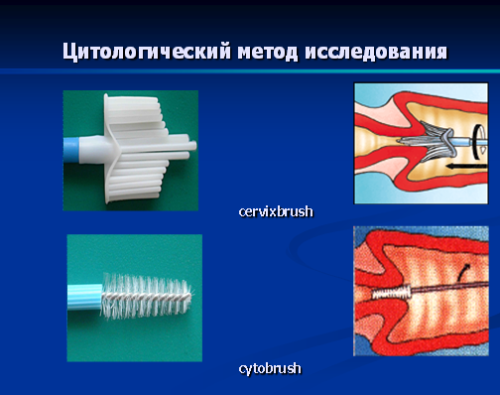 Цитологический метод исследования
cervixbrush
cytobrush